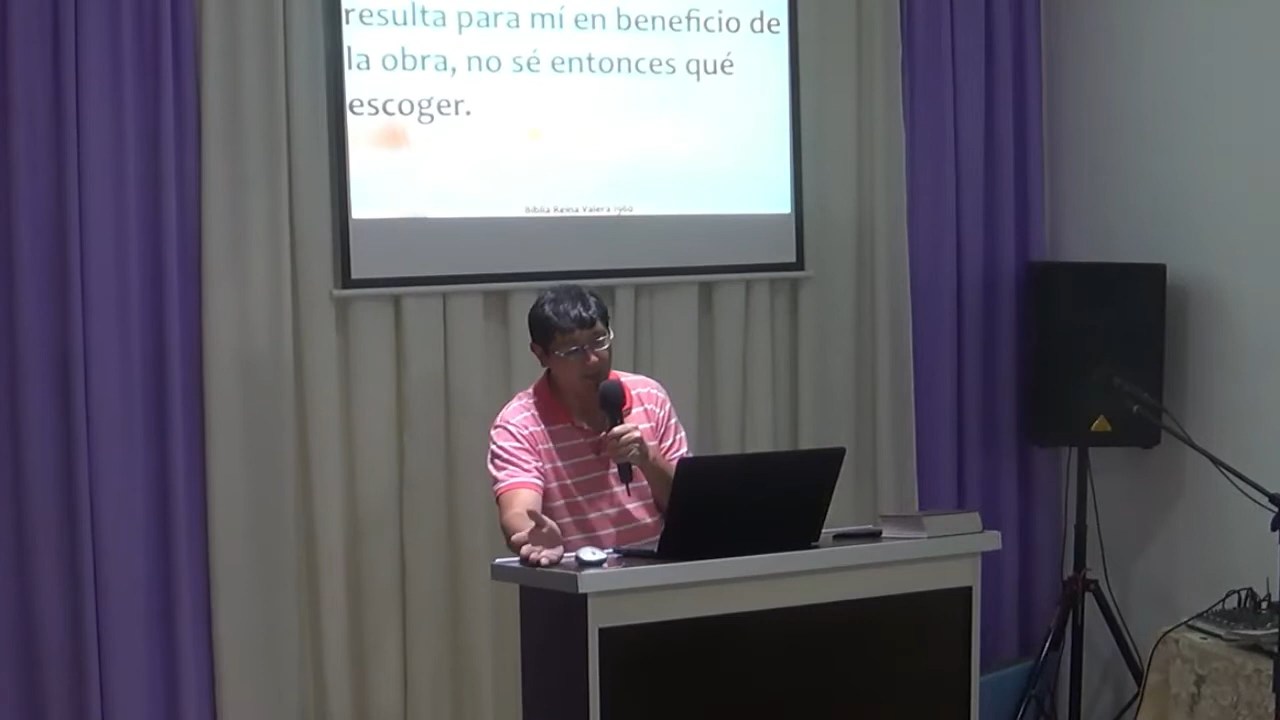 resulta para mí en beneficio de
la obra, no sé entonces qué
escoger.
Biblia Reina Valera 1960